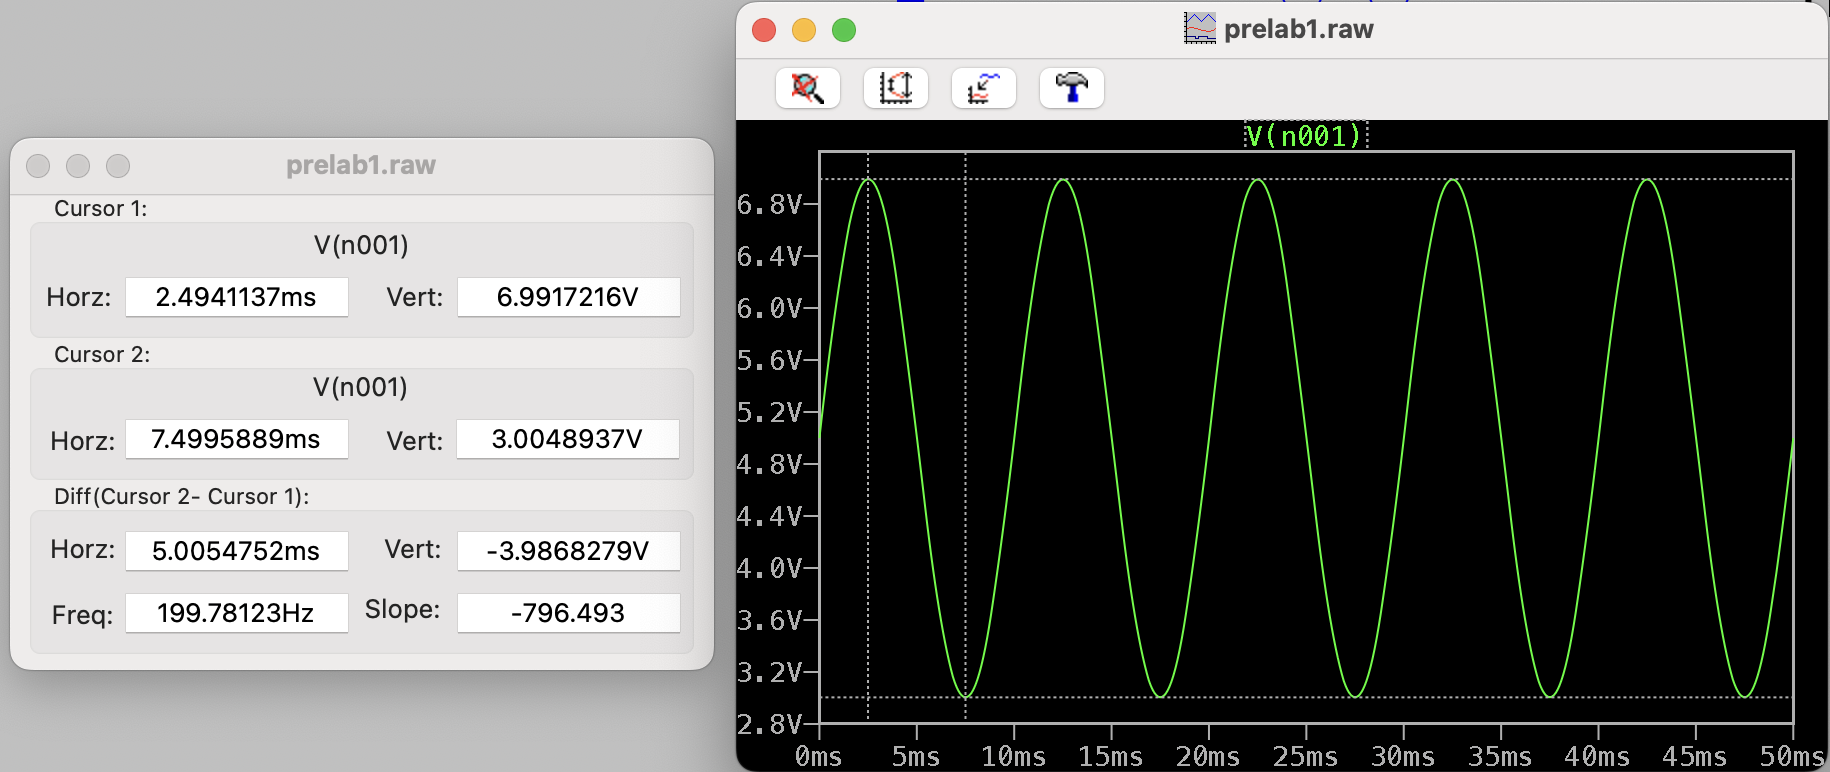 prelab1.raw
Cursor 1:
V(n001)
Horz: 2.4941137ms Vert: 6.9917216V
Cursor 2:
V(n001)
Horz: 7.4995889ms Vert: 3.0048937V
Diff(Cursor 2- Cursor 1):
Horz: 5.0054752ms Vert: -3.9868279V
Freq: 199.78123Hz Slope: -796.493
prelab1.raw
V(n001)
6.8V
6.4V
6.0V
5.6V
5.2V
4.8V
4.4V
4.0V
3.6V
3.2V
2.8V
0ms 5ms 10ms 15ms 20ms 25ms 30ms 35ms 40ms 45ms 50ms